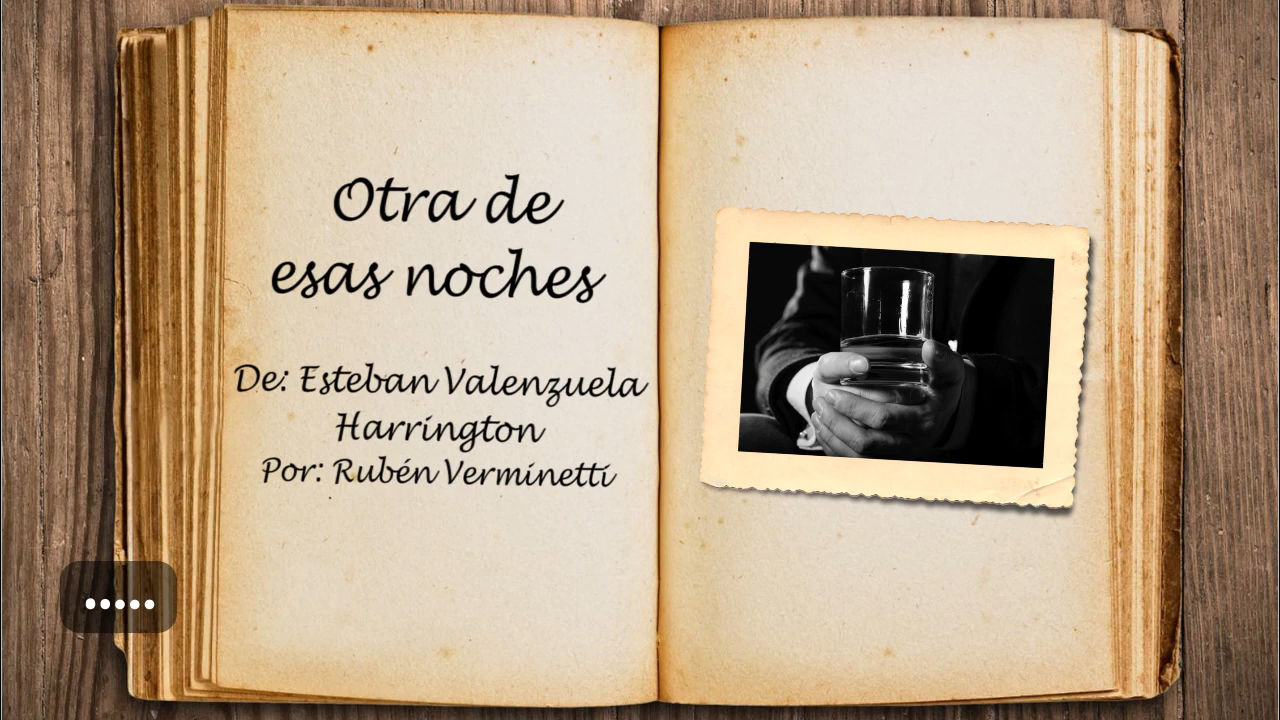 Otra de
esas noches
De: Esteban Valenzuela
Harrington
Por: Rubén Verminetti